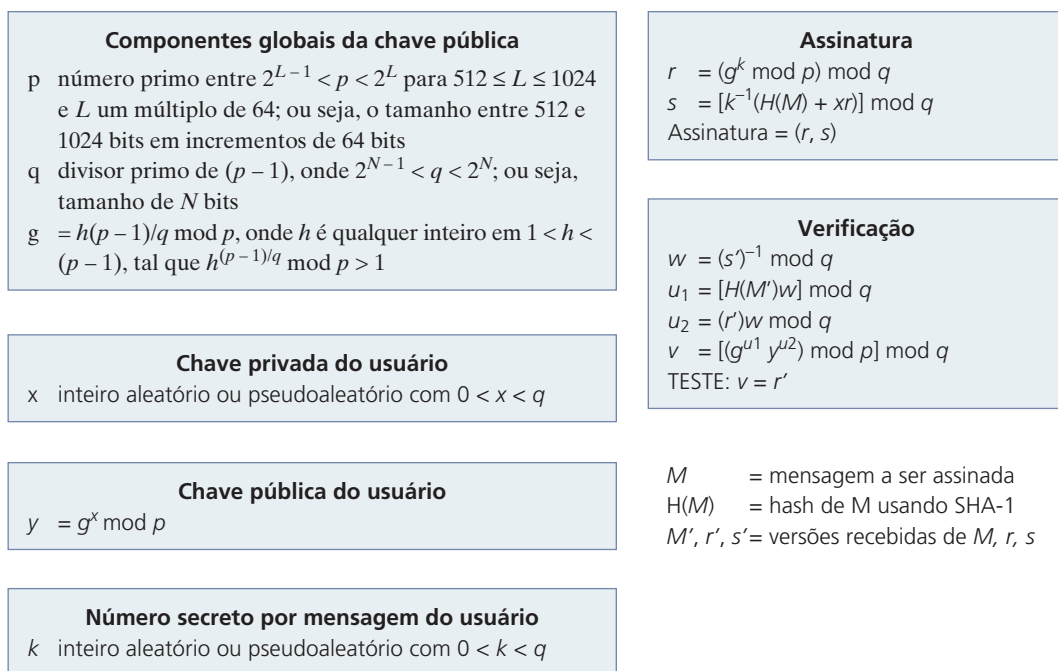 Componentes globais da chave pública
p número primo entre 2^{L – 1} < p < 2^L para 512 ≤ L ≤ 1024
e L um múltiplo de 64; ou seja, o tamanho entre 512 e
1024 bits em incrementos de 64 bits
q divisor primo de (p – 1), onde 2^{N – 1} < q < 2^N; ou seja,
tamanho de N bits
g = h(p – 1)/q mod p, onde h é qualquer inteiro em 1 < h <
(p – 1), tal que h^{(p – 1)/q} mod p > 1
Chave privada do usuário
x inteiro aleatório ou pseudoaleatório com 0 < x < q
Chave pública do usuário
y = g^x mod p
Número secreto por mensagem do usuário
k inteiro aleatório ou pseudoaleatório com 0 < k < q
Assinatura
r = (g^k mod p) mod q
s = [k^{–1}(H(M) + xr)] mod q
Assinatura = (r, s)
Verificação
w = (s′)^{–1} mod q
u_1 = [H(M′)w] mod q
u_2 = (r′)w mod q
v = [(g^{u1} y^{u2}) mod p] mod q
TESTE: v = r′
M = mensagem a ser assinada
H(M) = hash de M usando SHA-1
M′, r′, s′ = versões recebidas de M, r, s